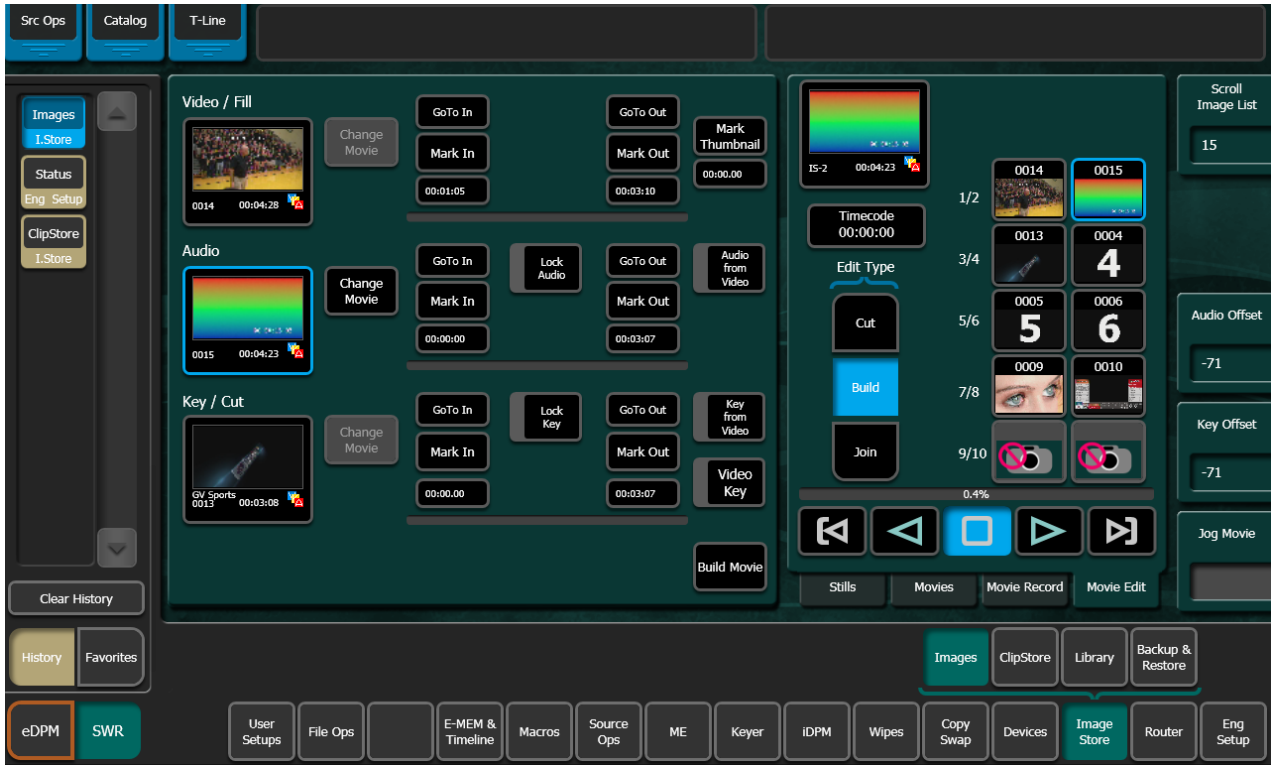 Src Ops
Catalog
T-Line
Images
I.Store
Status
Eng Setup
ClipStore
I.Store
Clear History
History
Favorites
eDPM
SWR
Video / Fill
0014 00:04:28
Change
Movie
GoTo In
Mark In
00:01:05
GoTo Out
Mark Out
00:03:10
Mark
Thumbnail
00:00.00
Audio
0015 00:04:23
Change
Movie
GoTo In
Mark In
00:00:00
Lock
Audio
GoTo Out
Mark Out
00:03:07
Audio
from
Video
Key / Cut
GV Sports
0013 00:03:08
Change
Movie
GoTo In
Mark In
00:00.00
Lock
Key
GoTo Out
Mark Out
00:03:07
Key
from
Video
Video
Key
Build Movie
IS-2 00:04:23
Timecode
00:00:00
Edit Type
Cut
Build
Join
1/2
0014
0015
3/4
0013
0004
4
5/6
0005
5
0006
6
7/8
0009
0010
9/10
0.4%
Stills
Movies
Movie Record
Movie Edit
Scroll
Image List
15
Audio Offset
-71
Key Offset
-71
Jog Movie
Images
ClipStore
Library
Backup &
Restore
User
Setups
File Ops
E-MEM &
Timeline
Macros
Source
Ops
ME
Keyer
iDPM
Wipes
Copy
Swap
Devices
Image
Store
Router
Eng
Setup